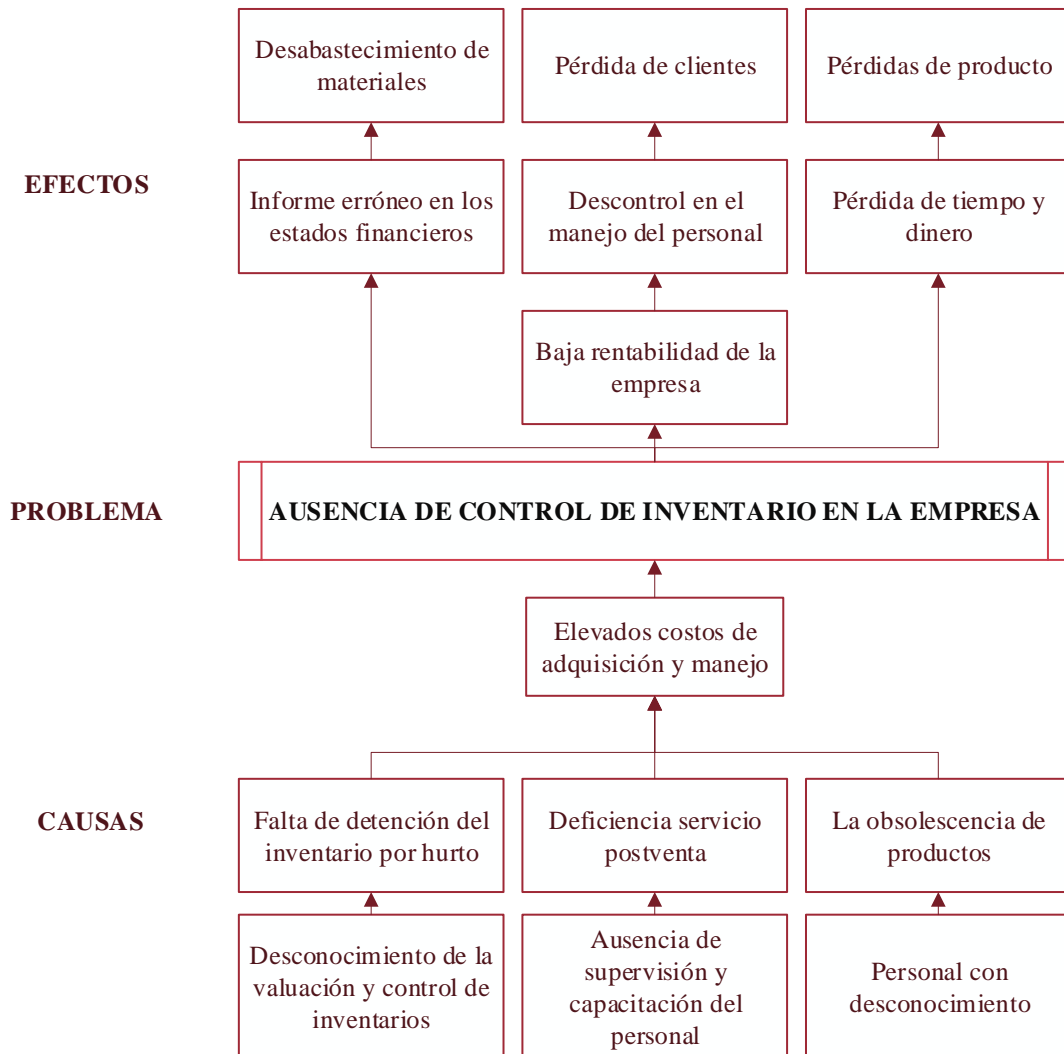 Desabastecimiento de
materiales
Pérdida de clientes
Pérdidas de producto
EFECTOS
Informe erróneo en los
estados financieros
Descontrol en el
manejo del personal
Pérdida de tiempo y
dinero
Baja rentabilidad de la
empresa
PROBLEMA
AUSENCIA DE CONTROL DE INVENTARIO EN LA EMPRESA
Elevados costos de
adquisición y manejo
CAUSAS
Falta de detención del
inventario por hurto
Deficiencia servicio
postventa
La obsolescencia de
productos
Desconocimiento de la
valuación y control de
inventarios
Ausencia de
supervisión y
capacitación del
personal
Personal con
desconocimiento